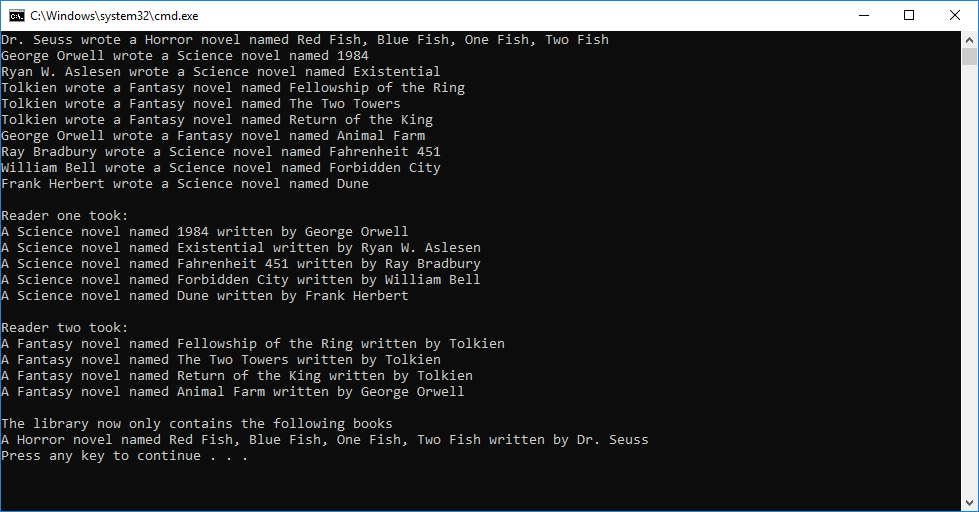 C:\Windows\system32\cmd.exe
Dr. Seuss wrote a Horror novel named Red Fish, Blue Fish, One Fish, Two Fish
George Orwell wrote a Science novel named 1984
Ryan W. Aslesen wrote a Science novel named Existential
Tolkien wrote a Fantasy novel named Fellowship of the Ring
Tolkien wrote a Fantasy novel named The Two Towers
Tolkien wrote a Fantasy novel named Return of the King
George Orwell wrote a Fantasy novel named Animal Farm
Ray Bradbury wrote a Science novel named Fahrenheit 451
William Bell wrote a Science novel named Forbidden City
Frank Herbert wrote a Science novel named Dune
Reader one took:
A Science novel named 1984 written by George Orwell
A Science novel named Existential written by Ryan W. Aslesen
A Science novel named Fahrenheit 451 written by Ray Bradbury
A Science novel named Forbidden City written by William Bell
A Science novel named Dune written by Frank Herbert
Reader two took:
A Fantasy novel named Fellowship of the Ring written by Tolkien
A Fantasy novel named The Two Towers written by Tolkien
A Fantasy novel named Return of the King written by Tolkien
A Fantasy novel named Animal Farm written by George Orwell
The library now only contains the following books
A Horror novel named Red Fish, Blue Fish, One Fish, Two Fish written by Dr. Seuss
Press any key to continue . . .